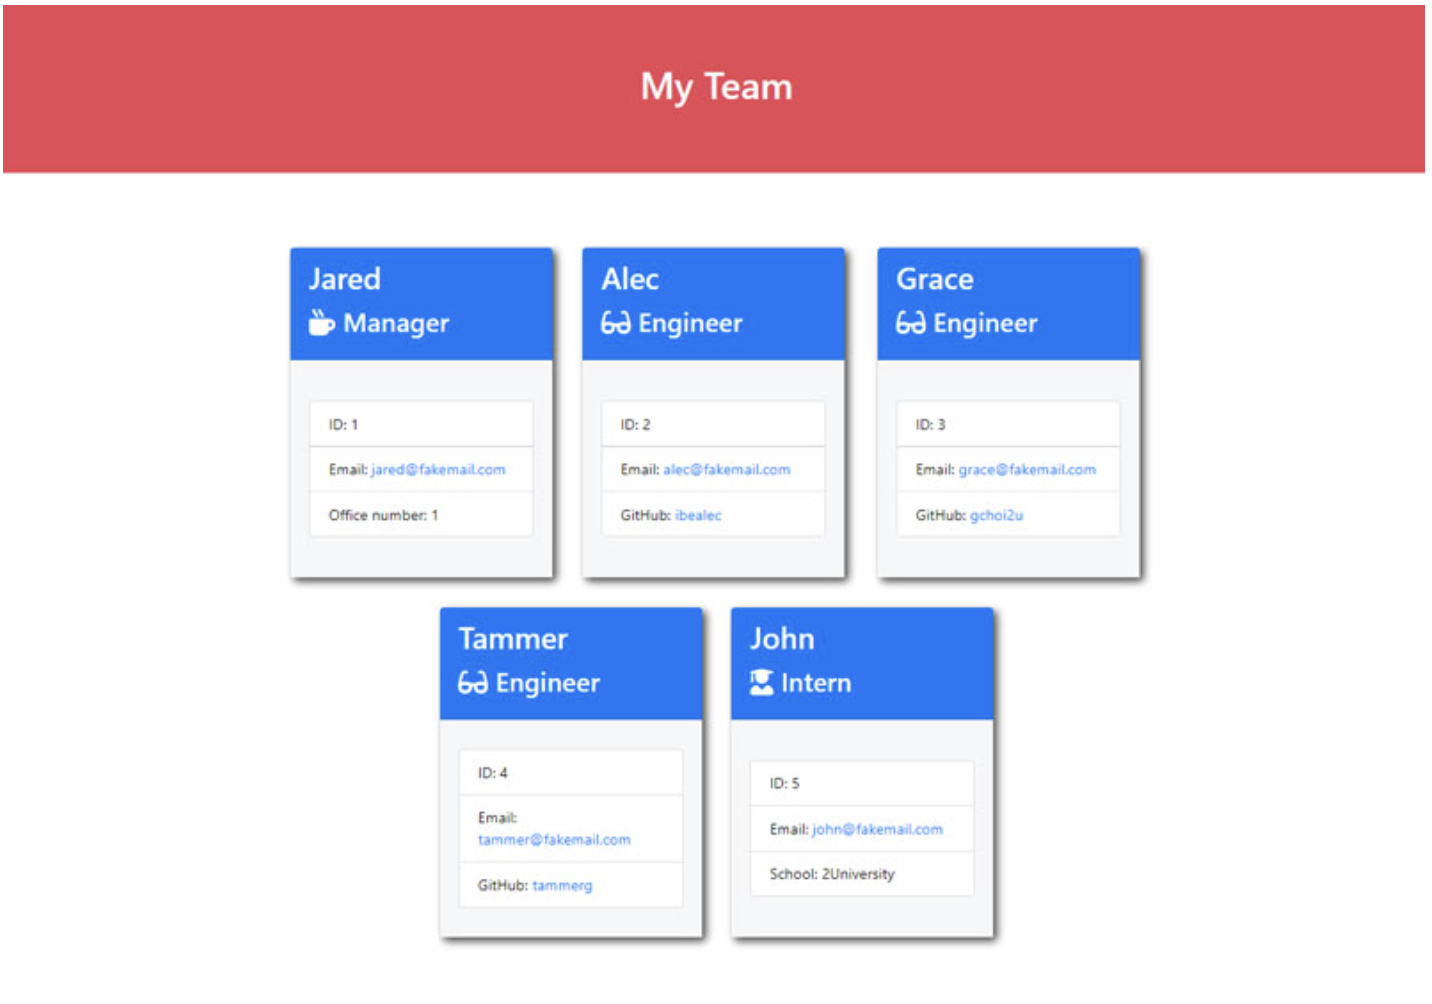 My Team
Jared
Manager
ID: 1
Email: jared@fakemail.com
Office number: 1
Alec
Engineer
ID: 2
Email: alec@fakemail.com
GitHub: ibealec
Grace
Engineer
ID: 3
Email: grace@fakemail.com
GitHub: gchoi2u
Tammer
Engineer
ID: 4
Email:
tammer@fakemail.com
GitHub: tammerg
John
Intern
ID: 5
Email: john@fakemail.com
School: 2University